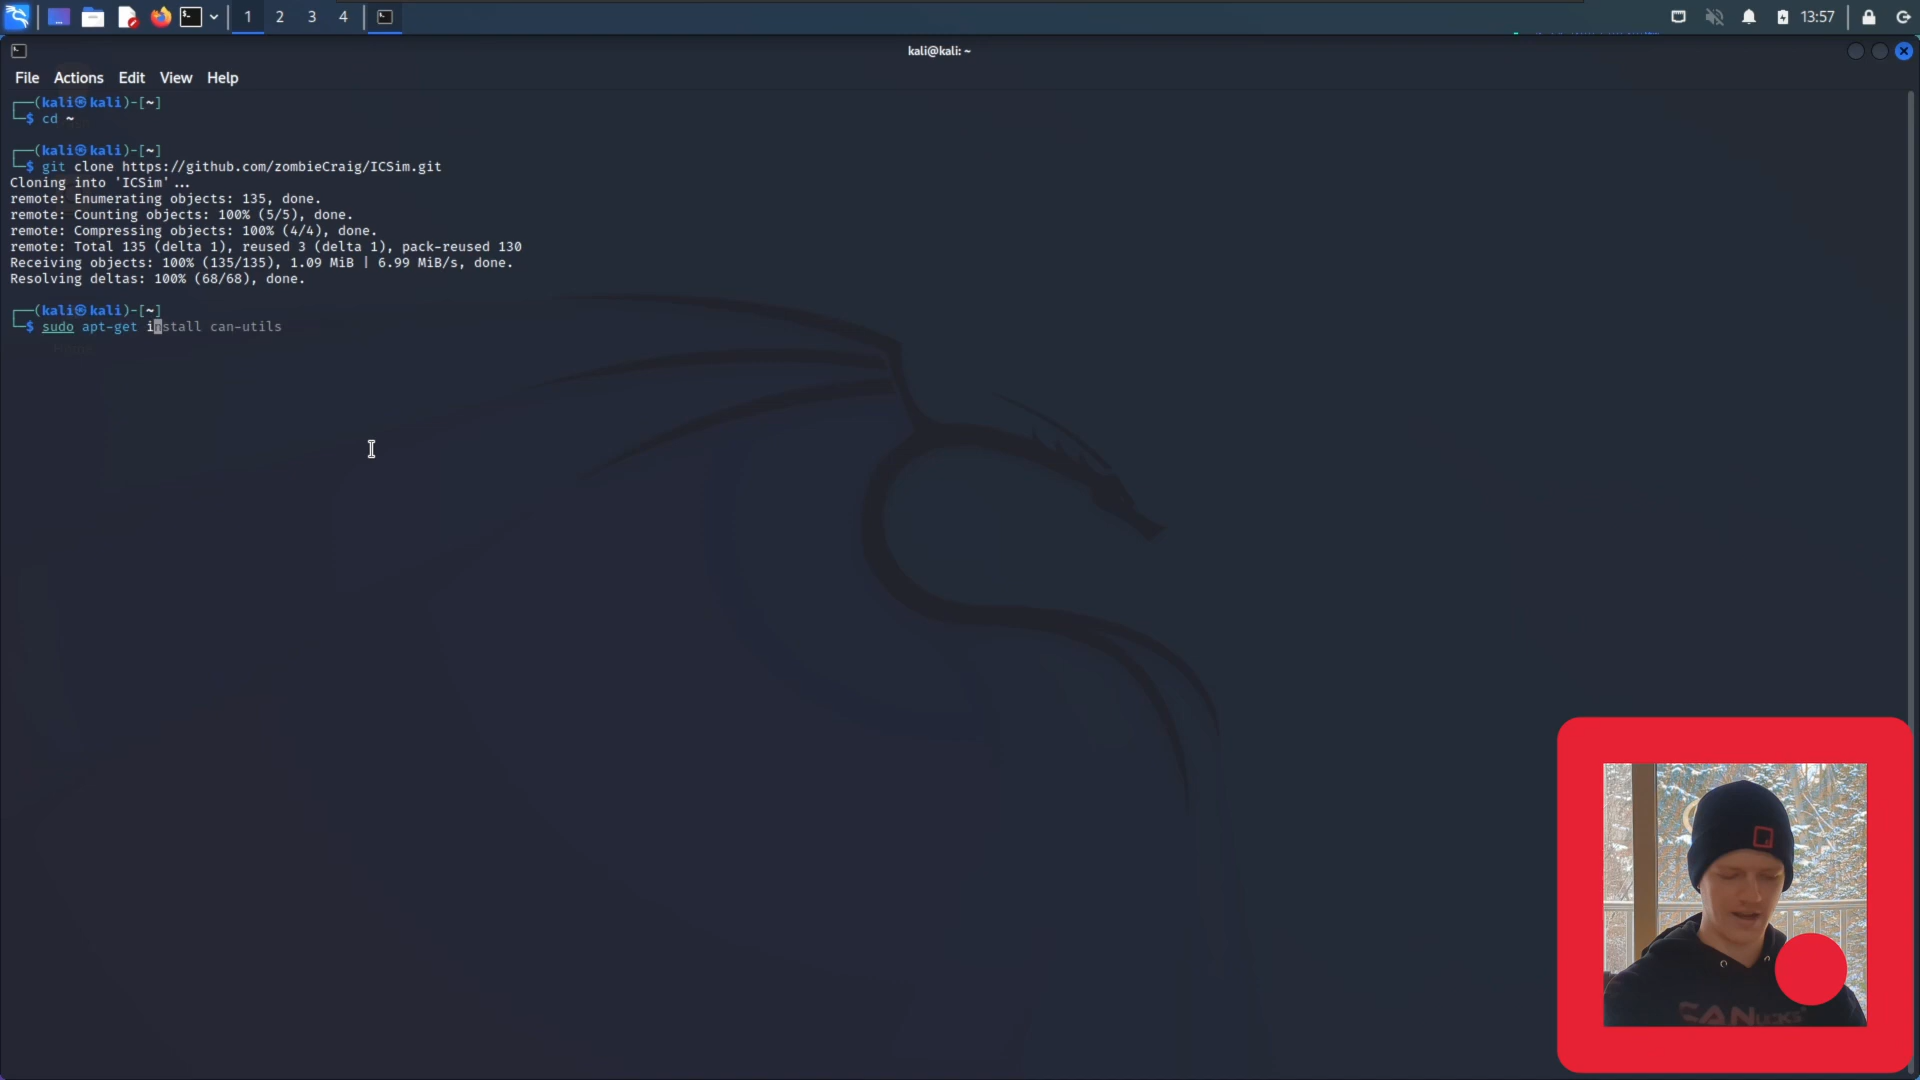 1 2 3 4
13:57
kali@kali: ~
File Actions Edit View Help
┌──(kali㉿kali)-[~]
└─$ cd ~
┌──(kali㉿kali)-[~]
└─$ git clone https://github.com/zombieCraig/ICSim.git
Cloning into 'ICSim'...
remote: Enumerating objects: 135, done.
remote: Counting objects: 100% (5/5), done.
remote: Compressing objects: 100% (4/4), done.
remote: Total 135 (delta 1), reused 3 (delta 1), pack-reused 130
Receiving objects: 100% (135/135), 1.09 MiB | 6.99 MiB/s, done.
Resolving deltas: 100% (68/68), done.
┌──(kali㉿kali)-[~]
└─$ sudo apt-get install can-utils
CANUCKS